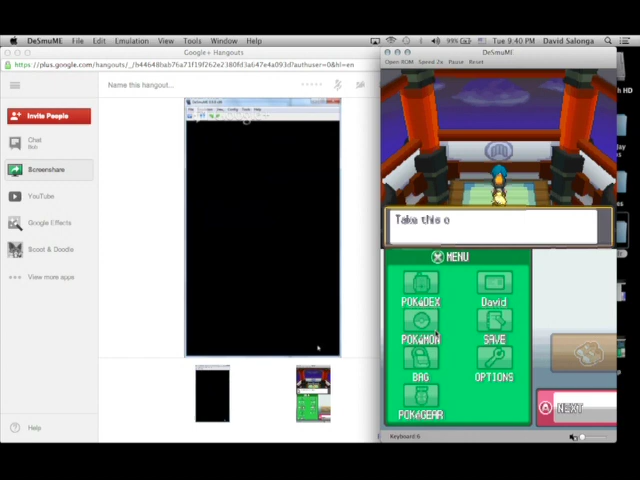 DeSmuME File Edit View Tools Window Help
99% Tue 9.40 PM David Salonga
Google+ Hangouts
https://plus.google.com/hangouts/_/b44648bab76a71f19f262e2380fd3a67e4a093d?authuser=0&hl=en
Name this hangout...
Invite People
Chat
Bob
Screenshare
YouTube
Google Effects
Scoot & Doodle
View more apps
Help
DeSmuME
Open ROM Speed 2x Pause Reset
Take this o
MENU
POKéDEX David
POKéMON SAVE
BAG OPTIONS
POKéGEAR
NEXT
Keyboard 6